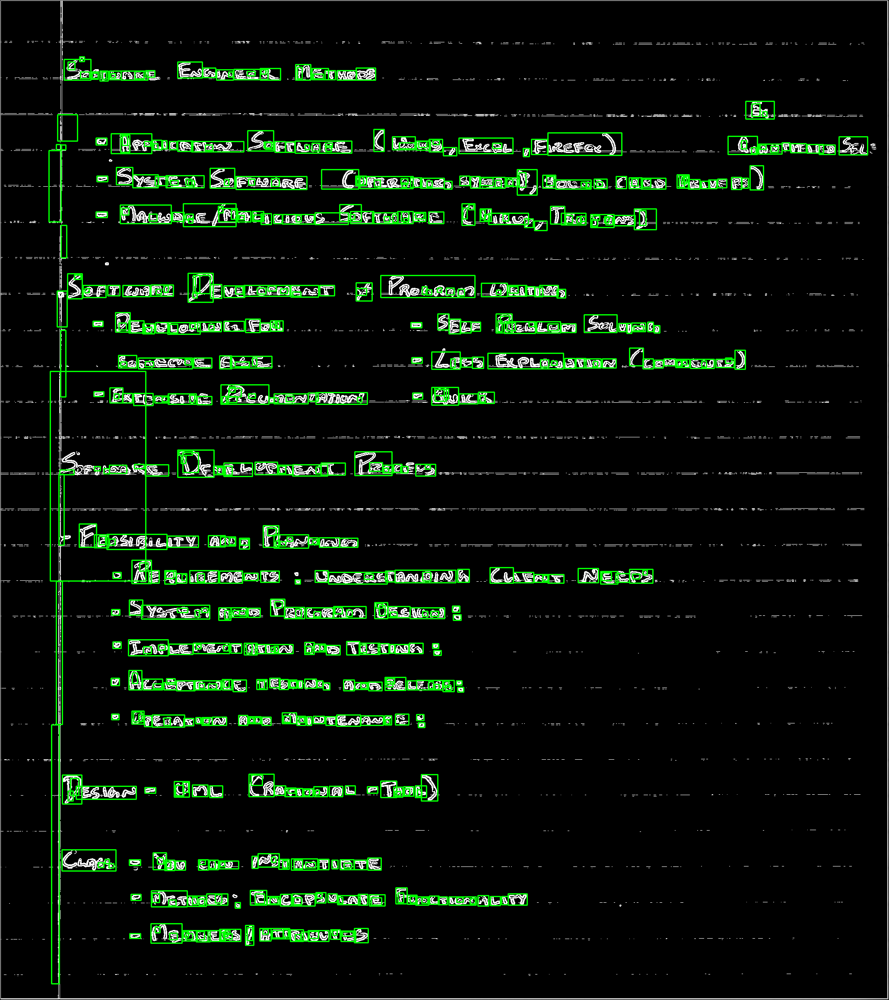 SOFTWARE ENGINEER METHODS
Ex
- APPLICATION SOFTWARE ( WORD, EXCEL, FIREFOX) QUANTIFIED SEL
- SYSTEM SOFTWARE (OPERATING SYSTEM), SOUND CARD DRIVERS)
- MALWARE / MALICIOUS SOFTWARE ( VIRUS, TROJANS)
SOFTWARE DEVELOPMENT ≠ PROGRAM WRITING
- DEVELOPING FOR - SELF PROBLEM SOLVING
SOMEONE ELSE - LESS EXPLANATION (COMMENTS)
- EXTENSIVE DOCUMENTATION! - QUICK
SOFTWARE DEVELOPMENT PROCESS
- FEASIBILITY AND PLANNING
- REQUIREMENTS : UNDERSTANDING CLIENT NEEDS
- SYSTEM AND PROGRAM DESIGN :
- IMPLEMENTATION AND TESTING :
- ACCEPTANCE TESTING AND RELEASE :
- OPERATION AND MAINTENANCE :
DESIGN - UML (RATIONAL - TOOL)
CLASS - YOU CAN INSTANTIATE
- METHODS : ENCAPSULATE FUNCTIONALITY
- MEMBERS / ATTRIBUTES